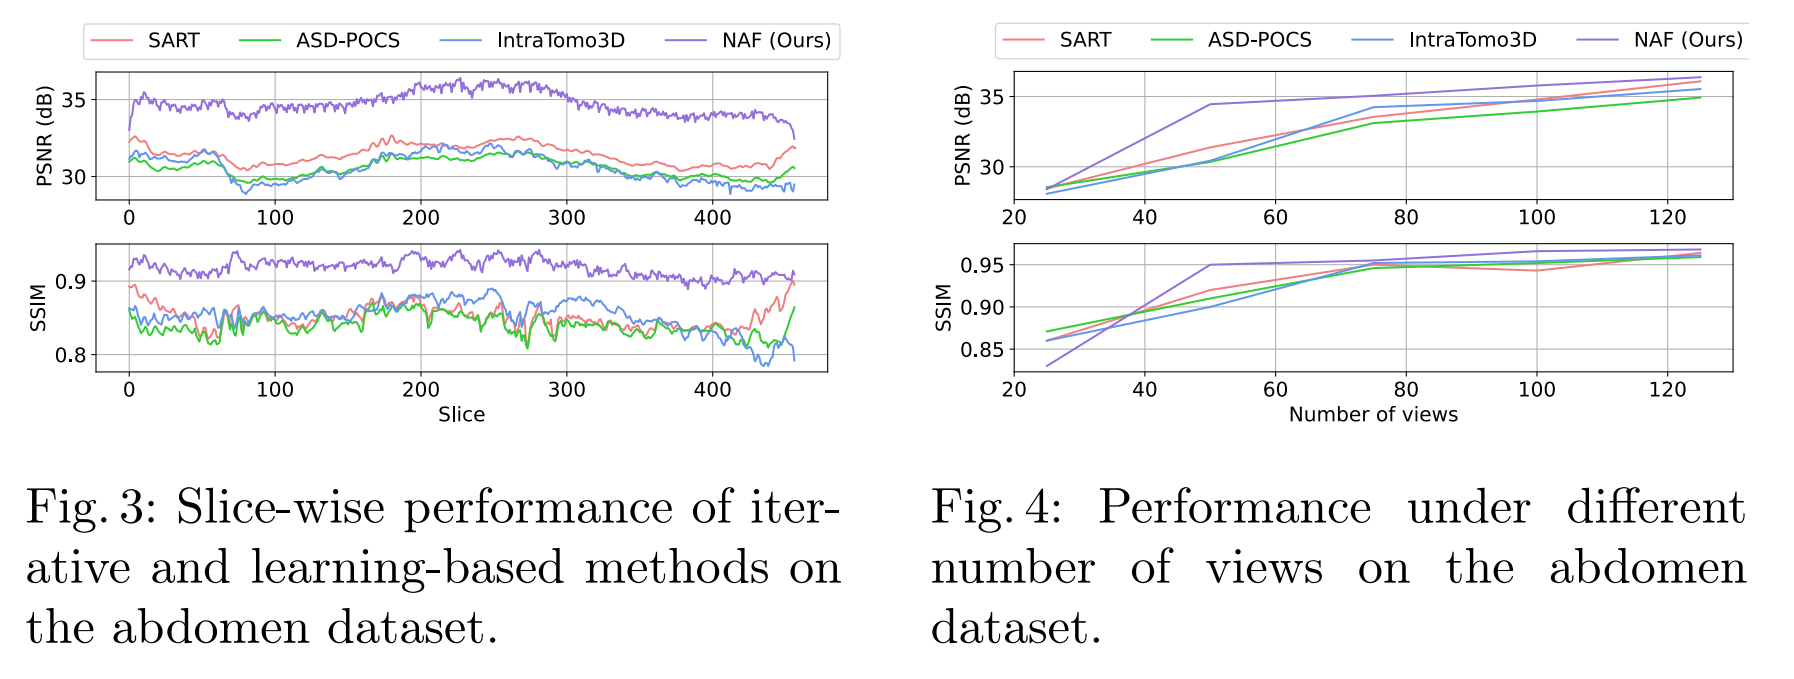 SART ASD-POCS IntraTomo3D NAF (Ours)
PSNR (dB)
35
30
0 100 200 300 400
SSIM
0.9
0.8
0 100 200 300 400
Slice
Fig. 3: Slice-wise performance of iter-
ative and learning-based methods on
the abdomen dataset.
SART ASD-POCS IntraTomo3D NAF (Ours)
PSNR (dB)
35
30
20 40 60 80 100 120
SSIM
0.95
0.90
0.85
20 40 60 80 100 120
Number of views
Fig. 4: Performance under different
number of views on the abdomen
dataset.